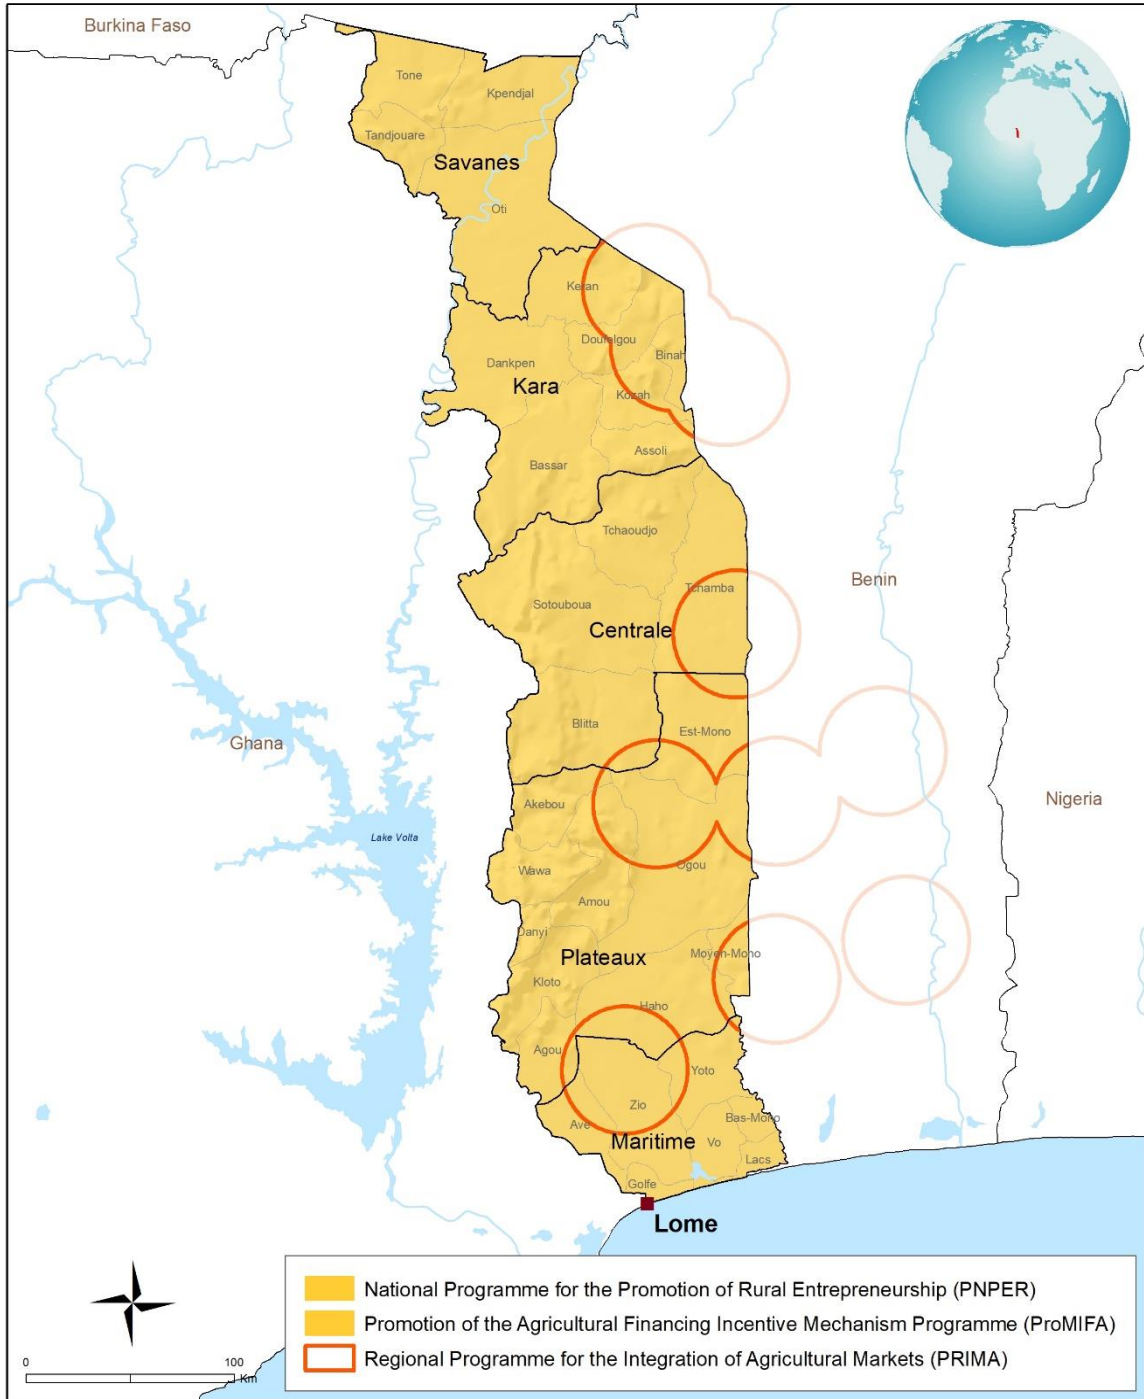 Burkina Faso
Tone
Kpendjal
Tandjouare
Savanes
Oti
Keran
Doufelgou
Binah
Dankpen
Kara
Kozah
Assoli
Bassar
Tchaoudjo
Benin
Tchamba
Sotouboua
Centrale
Blitta
Est-Mono
Ghana
Nigeria
Akebou
Lake Volta
Ogou
Wawa
Amou
Danyi
Plateaux
Moyen-Mono
Kloto
Haho
Agou
Yoto
Zio
Ave
Bas-Mono
Maritime
Vo
Lacs
Golfe
Lome
National Programme for the Promotion of Rural Entrepreneurship (PNPER)
Promotion of the Agricultural Financing Incentive Mechanism Programme (ProMIFA)
Regional Programme for the Integration of Agricultural Markets (PRIMA)
0 100
Km